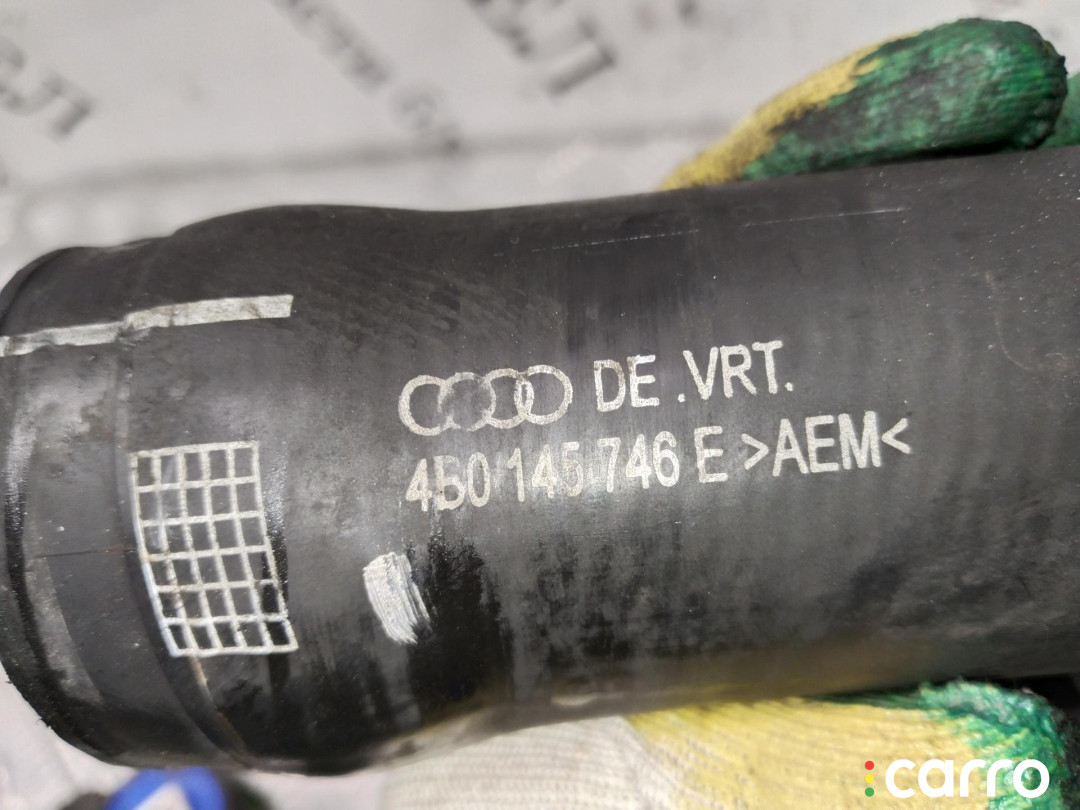 DE .VRT.
4B0 145 746 E >AEM<
carro